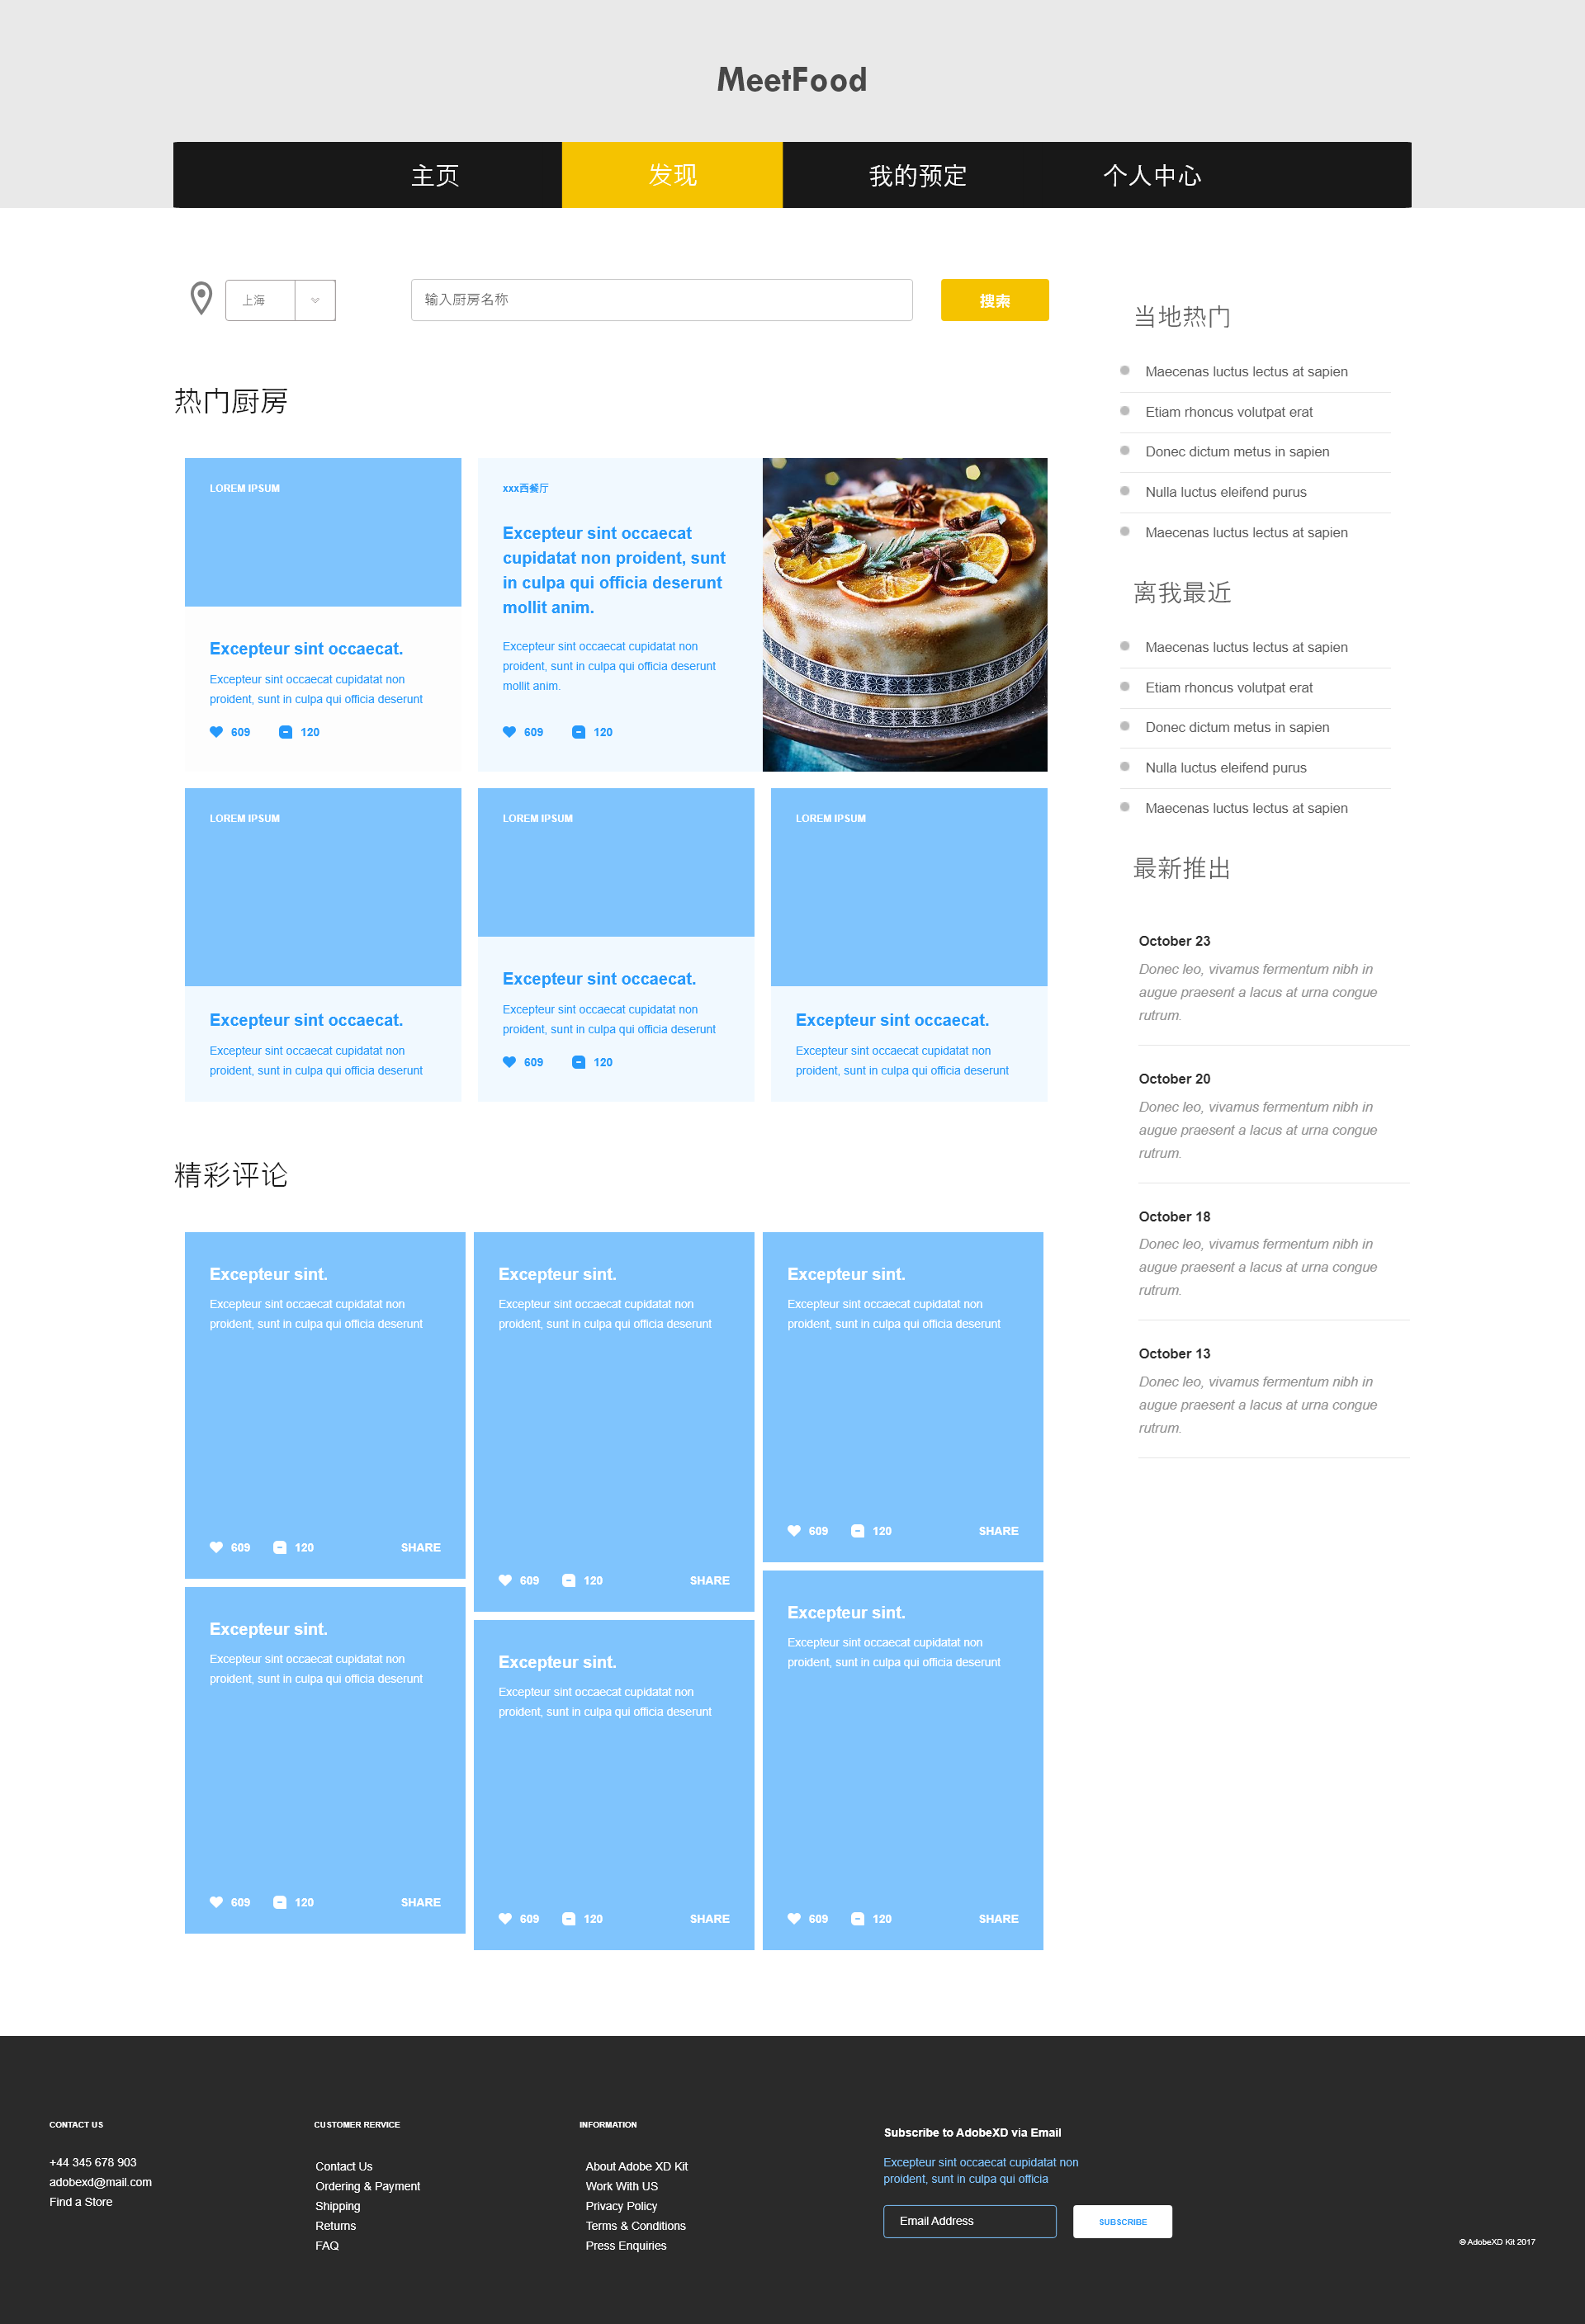 MeetFood
主页
发现
我的预定
个人中心
上海
输入厨房名称
搜索
热门厨房
LOREM IPSUM
Excepteur sint occaecat.
Excepteur sint occaecat cupidatat non
proident, sunt in culpa qui officia deserunt
609
120
xxx西餐厅
Excepteur sint occaecat
cupidatat non proident, sunt
in culpa qui officia deserunt
mollit anim.
Excepteur sint occaecat cupidatat non
proident, sunt in culpa qui officia deserunt
mollit anim.
609
120
LOREM IPSUM
Excepteur sint occaecat.
Excepteur sint occaecat cupidatat non
proident, sunt in culpa qui officia deserunt
LOREM IPSUM
Excepteur sint occaecat.
Excepteur sint occaecat cupidatat non
proident, sunt in culpa qui officia deserunt
609
120
LOREM IPSUM
Excepteur sint occaecat.
Excepteur sint occaecat cupidatat non
proident, sunt in culpa qui officia deserunt
精彩评论
Excepteur sint.
Excepteur sint occaecat cupidatat non
proident, sunt in culpa qui officia deserunt
609
120
SHARE
Excepteur sint.
Excepteur sint occaecat cupidatat non
proident, sunt in culpa qui officia deserunt
609
120
SHARE
Excepteur sint.
Excepteur sint occaecat cupidatat non
proident, sunt in culpa qui officia deserunt
609
120
SHARE
Excepteur sint.
Excepteur sint occaecat cupidatat non
proident, sunt in culpa qui officia deserunt
609
120
SHARE
Excepteur sint.
Excepteur sint occaecat cupidatat non
proident, sunt in culpa qui officia deserunt
609
120
SHARE
Excepteur sint.
Excepteur sint occaecat cupidatat non
proident, sunt in culpa qui officia deserunt
609
120
SHARE
当地热门
Maecenas luctus lectus at sapien
Etiam rhoncus volutpat erat
Donec dictum metus in sapien
Nulla luctus eleifend purus
Maecenas luctus lectus at sapien
离我最近
Maecenas luctus lectus at sapien
Etiam rhoncus volutpat erat
Donec dictum metus in sapien
Nulla luctus eleifend purus
Maecenas luctus lectus at sapien
最新推出
October 23
Donec leo, vivamus fermentum nibh in
augue praesent a lacus at urna congue
rutrum.
October 20
Donec leo, vivamus fermentum nibh in
augue praesent a lacus at urna congue
rutrum.
October 18
Donec leo, vivamus fermentum nibh in
augue praesent a lacus at urna congue
rutrum.
October 13
Donec leo, vivamus fermentum nibh in
augue praesent a lacus at urna congue
rutrum.
CONTACT US
+44 345 678 903
adobexd@mail.com
Find a Store
CUSTOMER RERVICE
Contact Us
Ordering & Payment
Shipping
Returns
FAQ
INFORMATION
About Adobe XD Kit
Work With US
Privacy Policy
Terms & Conditions
Press Enquiries
Subscribe to AdobeXD via Email
Excepteur sint occaecat cupidatat non
proident, sunt in culpa qui officia
Email Address
SUBSCRIBE
© AdobeXD Kit 2017